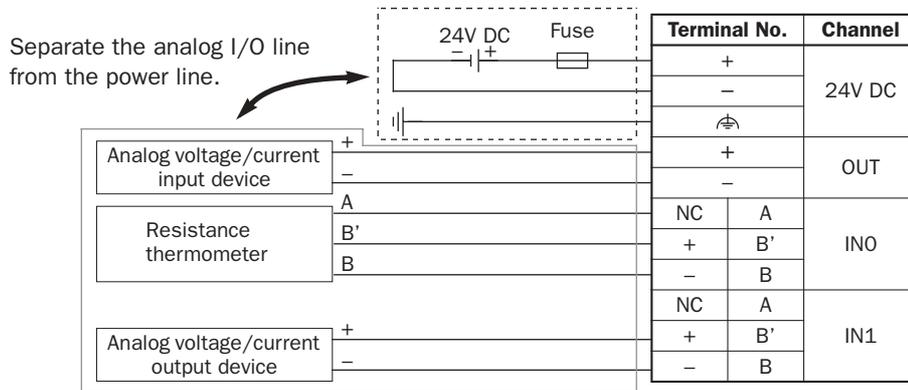 Separate the analog I/O line
from the power line.
24V DC
Fuse
– +
Analog voltage/current
input device
+
–
Resistance
thermometer
A
B’
B
Analog voltage/current
output device
+
–
Terminal No. Channel
+
– 24V DC
+
– OUT
NC A
+ B’ IN0
– B
NC A
+ B’ IN1
– B